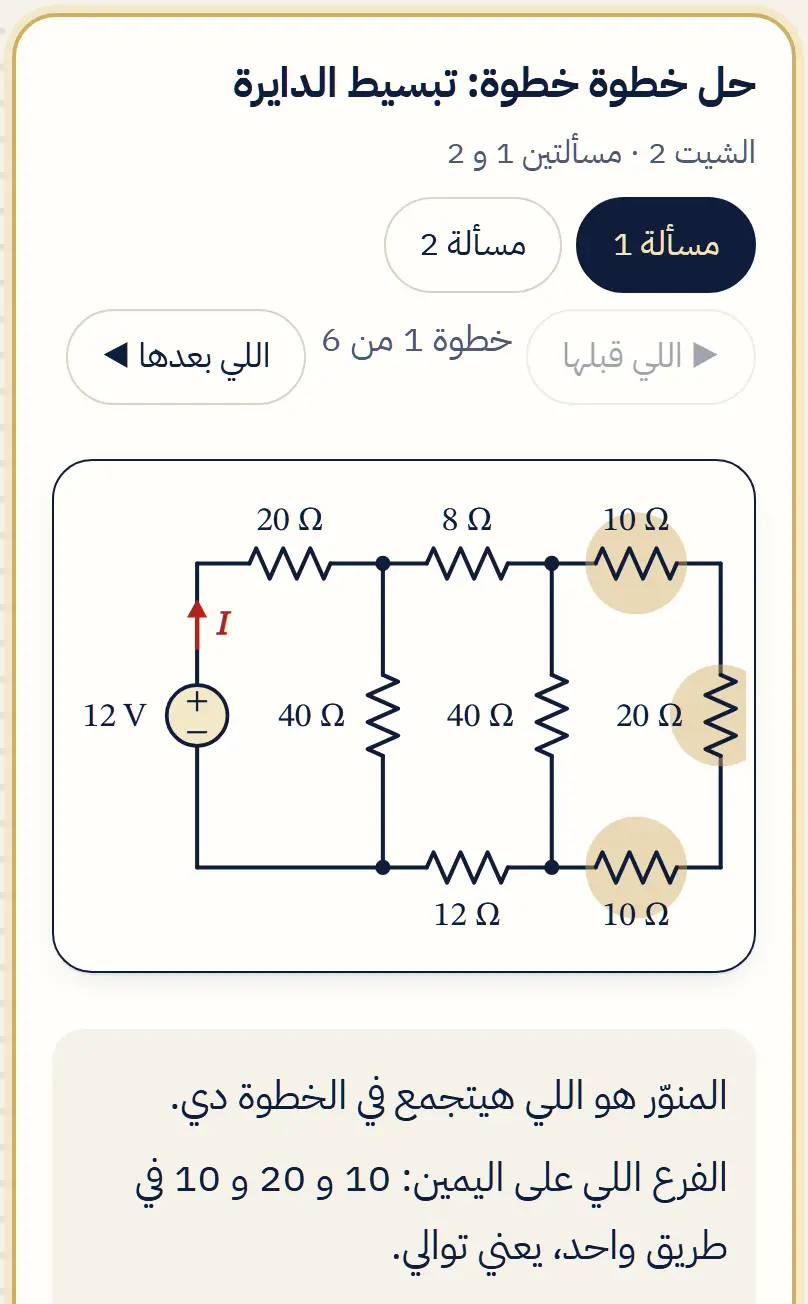 حل خطوة خطوة: تبسيط الدايرة
الشيت 2 · مسألتين 1 و 2
مسألة 1 مسألة 2
▶ اللي قبلها خطوة 1 من 6 اللي بعدها ◀
20 Ω 8 Ω 10 Ω
I
12 V + − 40 Ω 40 Ω 20 Ω
12 Ω 10 Ω
المنوّر هو اللي هيتجمع في الخطوة دي.
الفرع اللي على اليمين: 10 و 20 و 10 في
طريق واحد، يعني توالي.